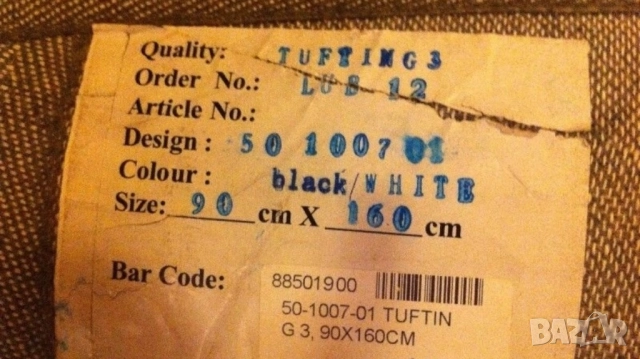 Quality: TUFTING3
Order No.: LUS 12
Article No.:
Design: 50 1007 01
Colour: black/WHITE
Size: 90 cm X 160 cm
Bar Code: 88501900
50-1007-01 TUFTIN
G 3, 90X160CM
BAZAR